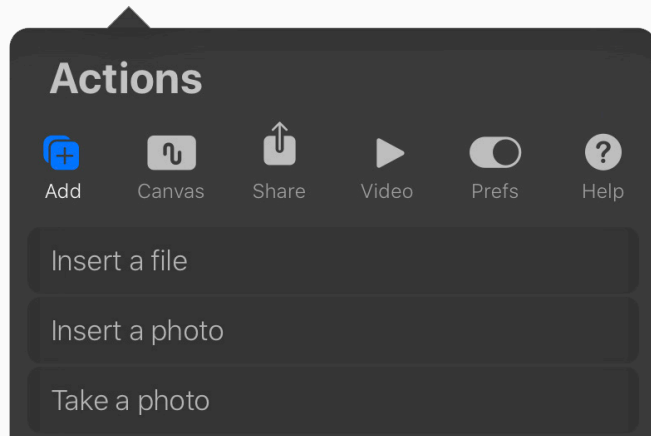 Actions
Add Canvas Share Video Prefs Help
Insert a file
Insert a photo
Take a photo